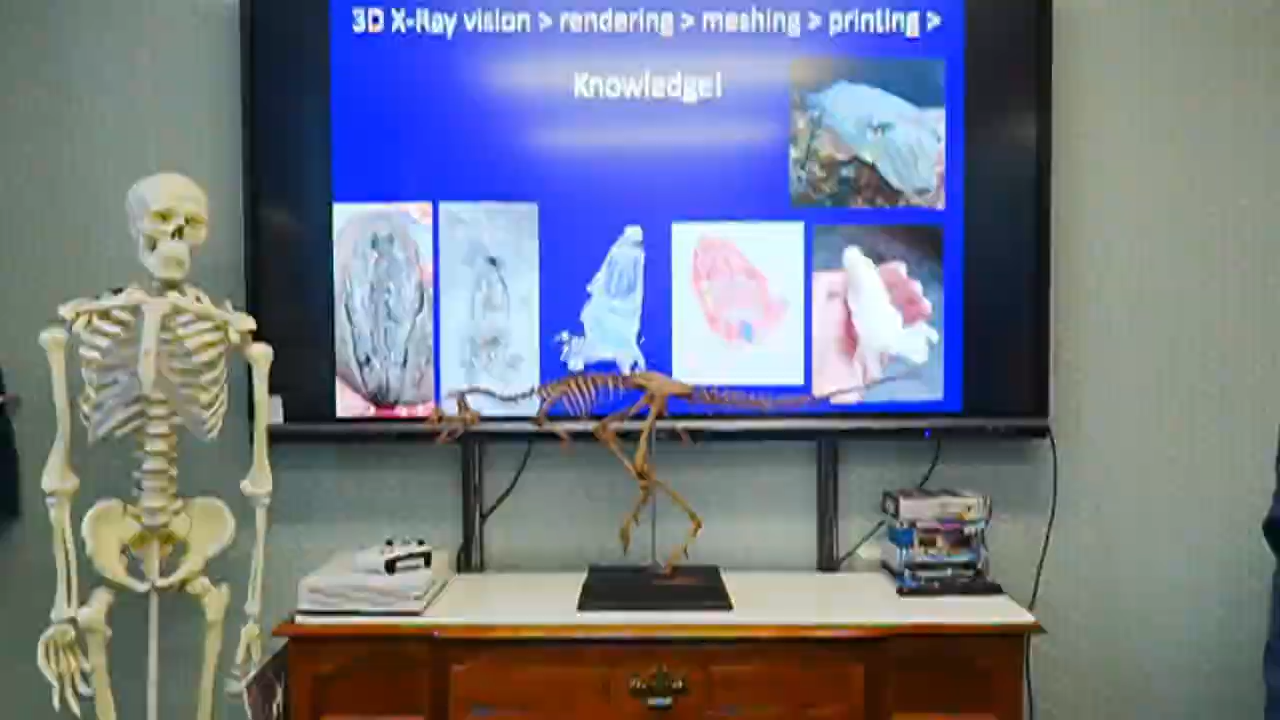 3D X-Ray vision > rendering > meshing > printing >
Knowledge!